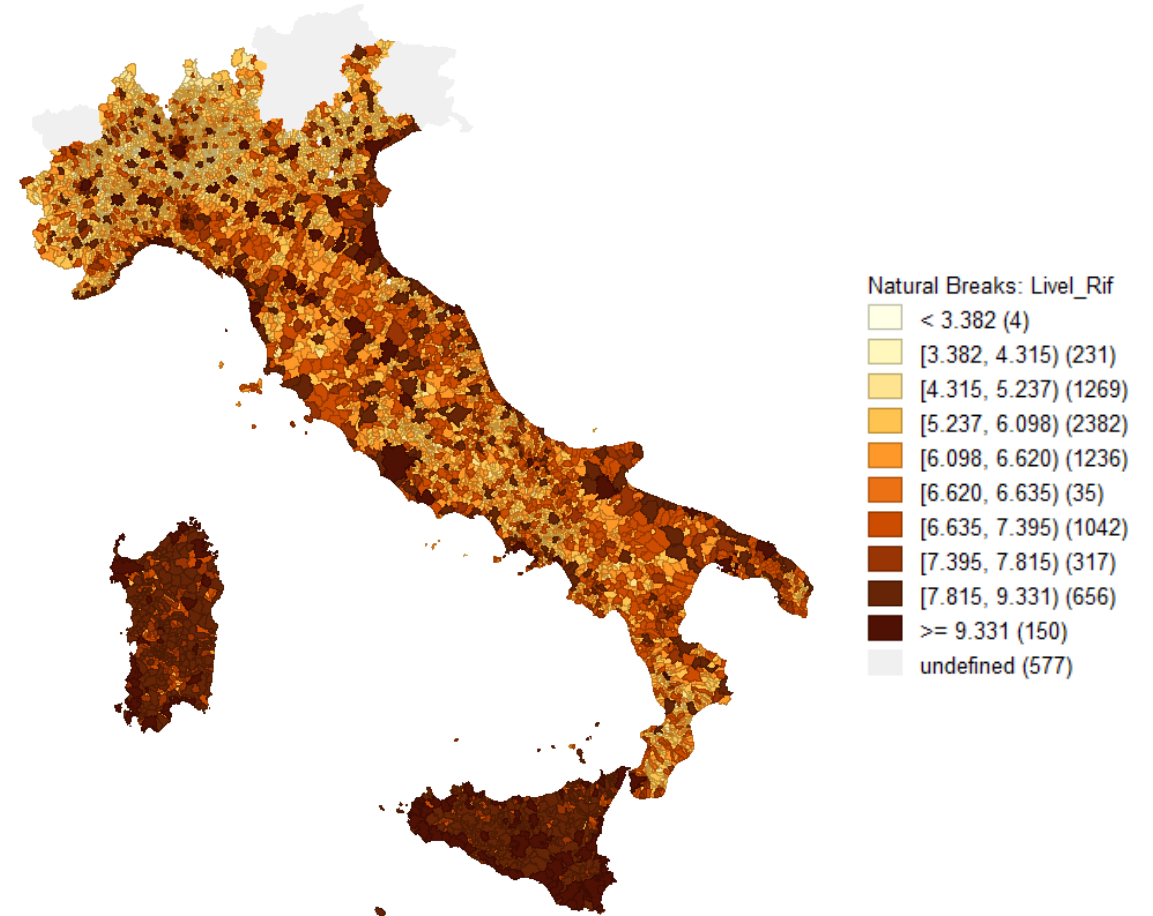 Natural Breaks: Livel_Rif
< 3.382 (4)
[3.382, 4.315) (231)
[4.315, 5.237) (1269)
[5.237, 6.098) (2382)
[6.098, 6.620) (1236)
[6.620, 6.635) (35)
[6.635, 7.395) (1042)
[7.395, 7.815) (317)
[7.815, 9.331) (656)
>= 9.331 (150)
undefined (577)